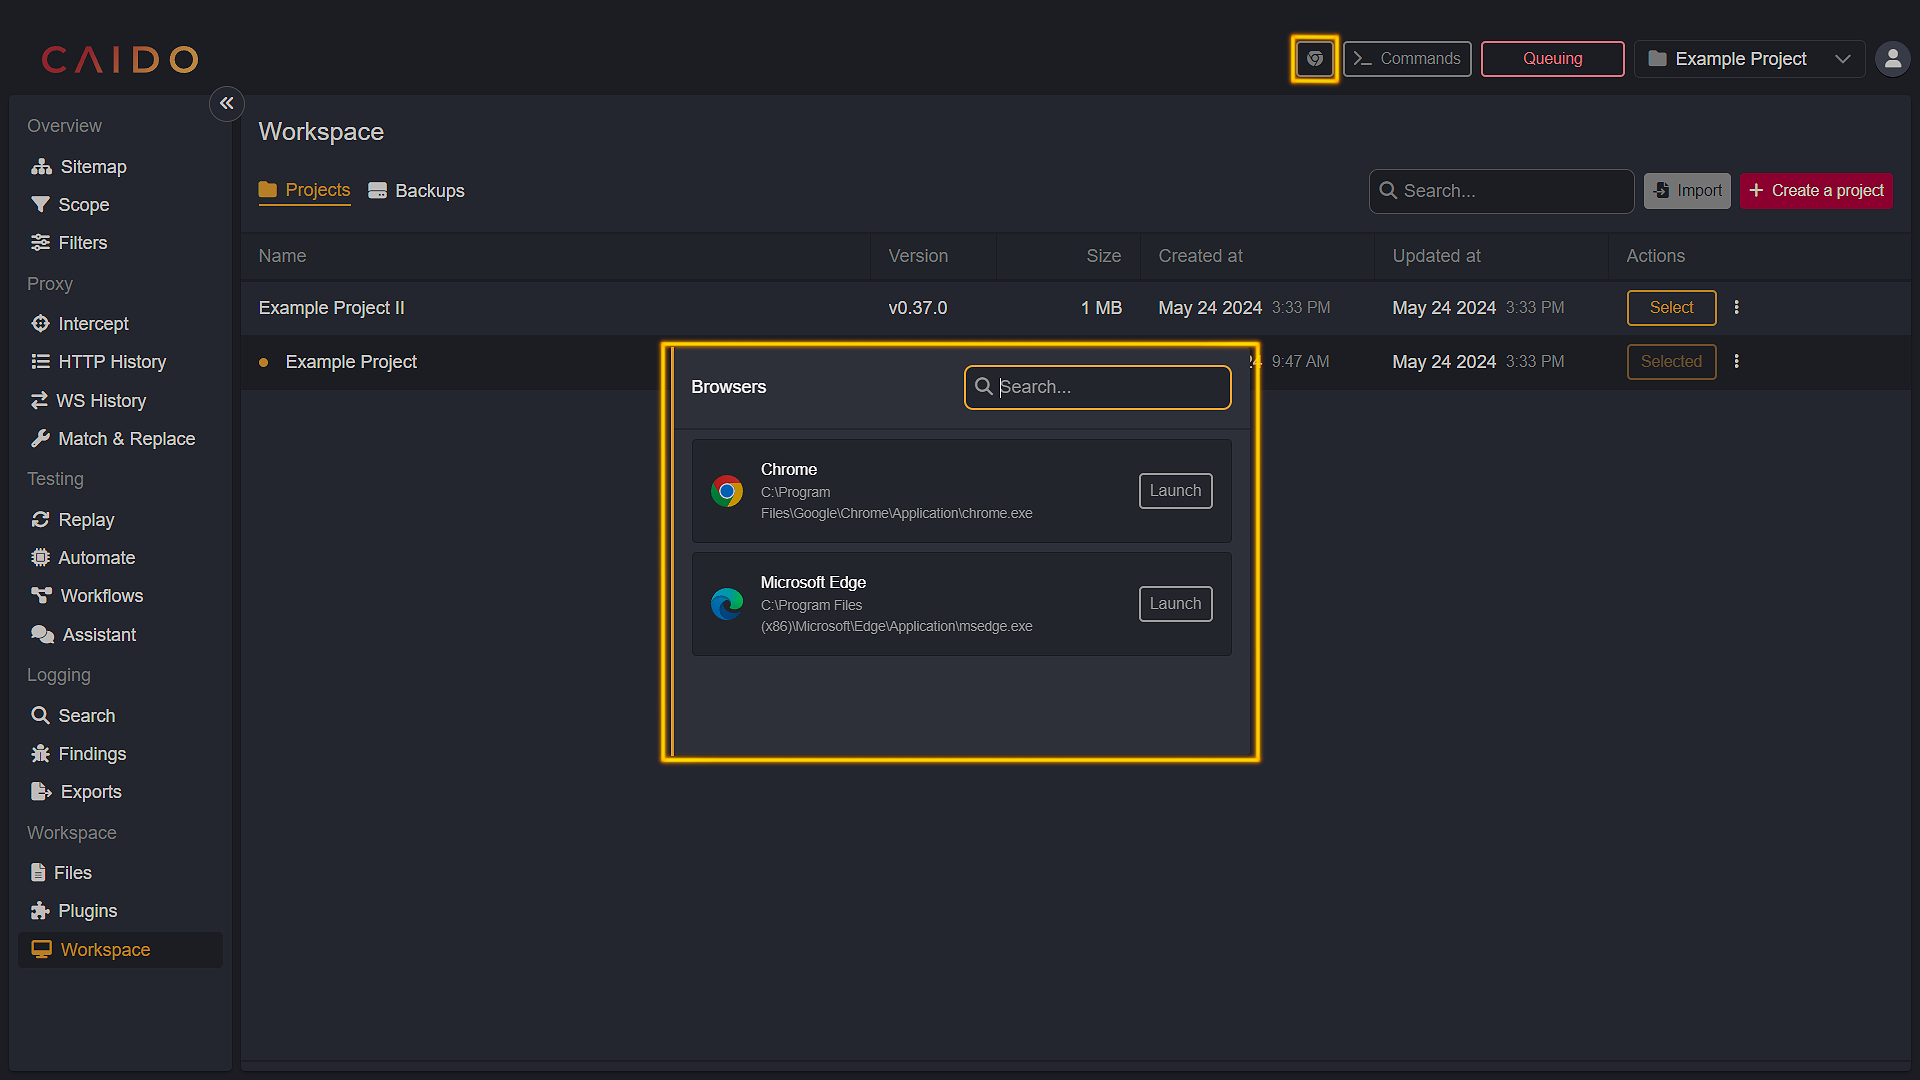 CAIDO
Commands
Queuing
Example Project
Overview
Sitemap
Scope
Filters
Proxy
Intercept
HTTP History
WS History
Match & Replace
Testing
Replay
Automate
Workflows
Assistant
Logging
Search
Findings
Exports
Workspace
Files
Plugins
Workspace
Workspace
Projects
Backups
Search...
Import
Create a project
Name Version Size Created at Updated at Actions
Example Project II v0.37.0 1 MB May 24 2024 3:33 PM May 24 2024 3:33 PM Select
Example Project 4 9:47 AM May 24 2024 3:33 PM Selected
Browsers
Search...
Chrome
C:\Program
Files\Google\Chrome\Application\chrome.exe
Launch
Microsoft Edge
C:\Program Files
(x86)\Microsoft\Edge\Application\msedge.exe
Launch